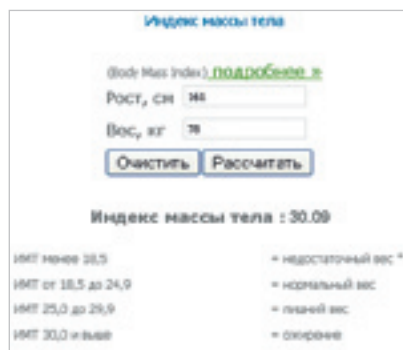 Индекс массы тела
(Body Mass Index) подробнее »
Рост, см 161
Вес, кг 78
Очистить Рассчитать
Индекс массы тела : 30.09
ИМТ менее 18,5 = недостаточный вес
ИМТ от 18,5 до 24,9 = нормальный вес
ИМТ 25,0 до 29,9 = лишний вес
ИМТ 30,0 и выше = ожирение